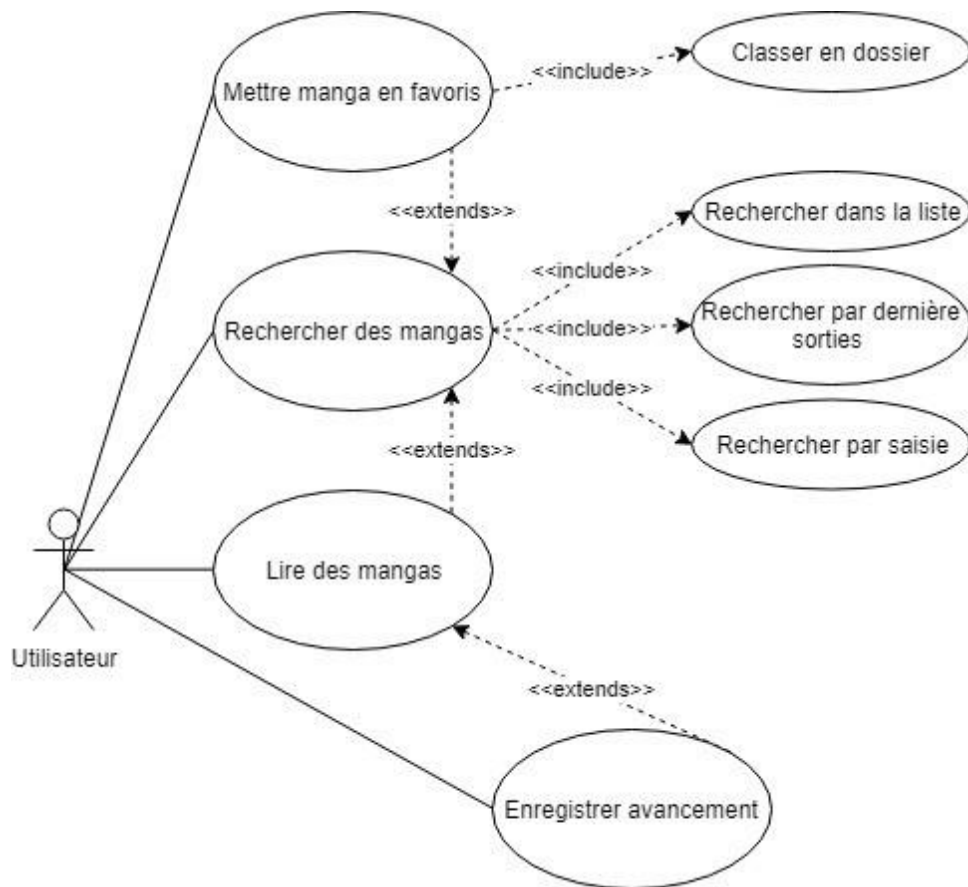 Classer en dossier
<<include>>
Mettre manga en favoris
<<extends>>
Rechercher dans la liste
<<include>>
Rechercher des mangas
<<include>>
Rechercher par dernière
sorties
<<include>>
Rechercher par saisie
<<extends>>
Lire des mangas
Utilisateur
<<extends>>
Enregistrer avancement